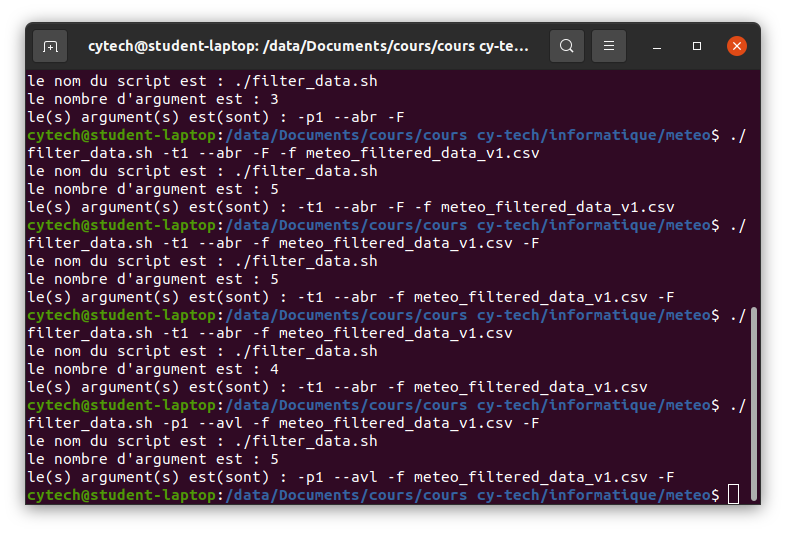 cytech@student-laptop: /data/Documents/cours/cours cy-te...
le nom du script est : ./filter_data.sh
le nombre d'argument est : 3
le(s) argument(s) est(sont) : -p1 --abr -F
cytech@student-laptop:/data/Documents/cours/cours cy-tech/informatique/meteo$ ./
filter_data.sh -t1 --abr -F -f meteo_filtered_data_v1.csv
le nom du script est : ./filter_data.sh
le nombre d'argument est : 5
le(s) argument(s) est(sont) : -t1 --abr -F -f meteo_filtered_data_v1.csv
cytech@student-laptop:/data/Documents/cours/cours cy-tech/informatique/meteo$ ./
filter_data.sh -t1 --abr -f meteo_filtered_data_v1.csv -F
le nom du script est : ./filter_data.sh
le nombre d'argument est : 5
le(s) argument(s) est(sont) : -t1 --abr -f meteo_filtered_data_v1.csv -F
cytech@student-laptop:/data/Documents/cours/cours cy-tech/informatique/meteo$ ./
filter_data.sh -t1 --abr -f meteo_filtered_data_v1.csv
le nom du script est : ./filter_data.sh
le nombre d'argument est : 4
le(s) argument(s) est(sont) : -t1 --abr -f meteo_filtered_data_v1.csv
cytech@student-laptop:/data/Documents/cours/cours cy-tech/informatique/meteo$ ./
filter_data.sh -p1 --avl -f meteo_filtered_data_v1.csv -F
le nom du script est : ./filter_data.sh
le nombre d'argument est : 5
le(s) argument(s) est(sont) : -p1 --avl -f meteo_filtered_data_v1.csv -F
cytech@student-laptop:/data/Documents/cours/cours cy-tech/informatique/meteo$